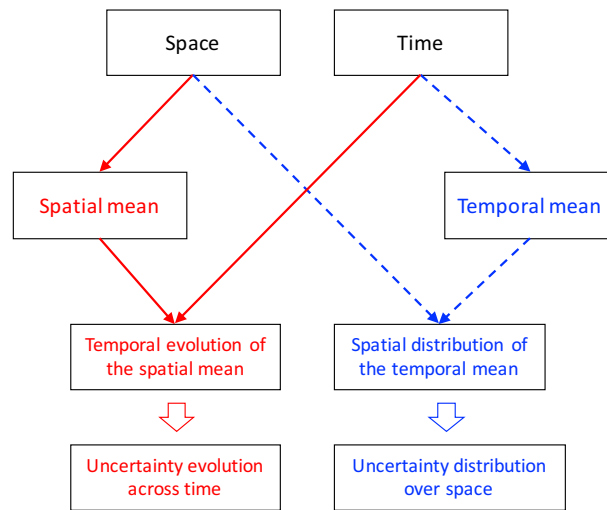 Space
Time
Spatial mean
Temporal mean
Temporal evolution of
the spatial mean
Spatial distribution of
the temporal mean
Uncertainty evolution
across time
Uncertainty distribution
over space